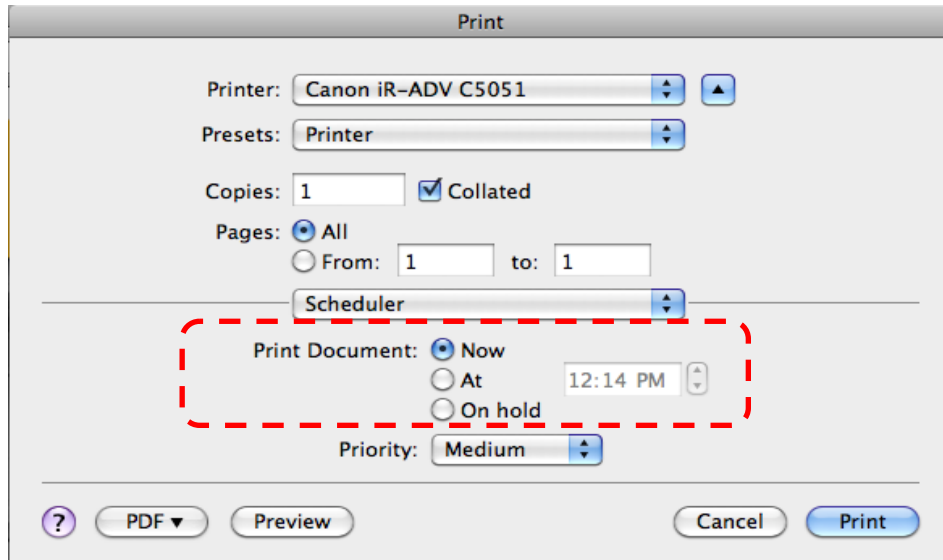 Print
Printer: Canon iR-ADV C5051
Presets: Printer
Copies: 1 Collated
Pages: All
From: 1 to: 1
Scheduler
Print Document: Now
At 12:14 PM
On hold
Priority: Medium
? PDF ▼ Preview Cancel Print